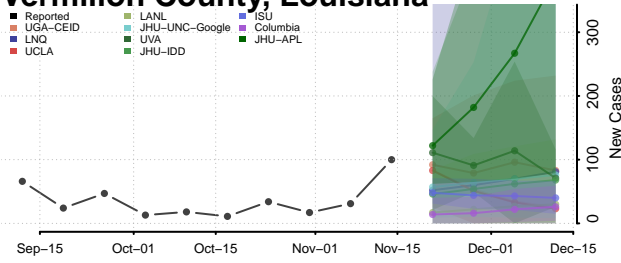 Vermilion County, Louisiana
Reported
UGA−CEID
LNQ
UCLA
LANL
JHU−UNC−Google
UVA
JHU−IDD
ISU
Columbia
JHU−APL
300
200
100
0
New Cases
Sep−15
Oct−01
Oct−15
Nov−01
Nov−15
Dec−01
Dec−15